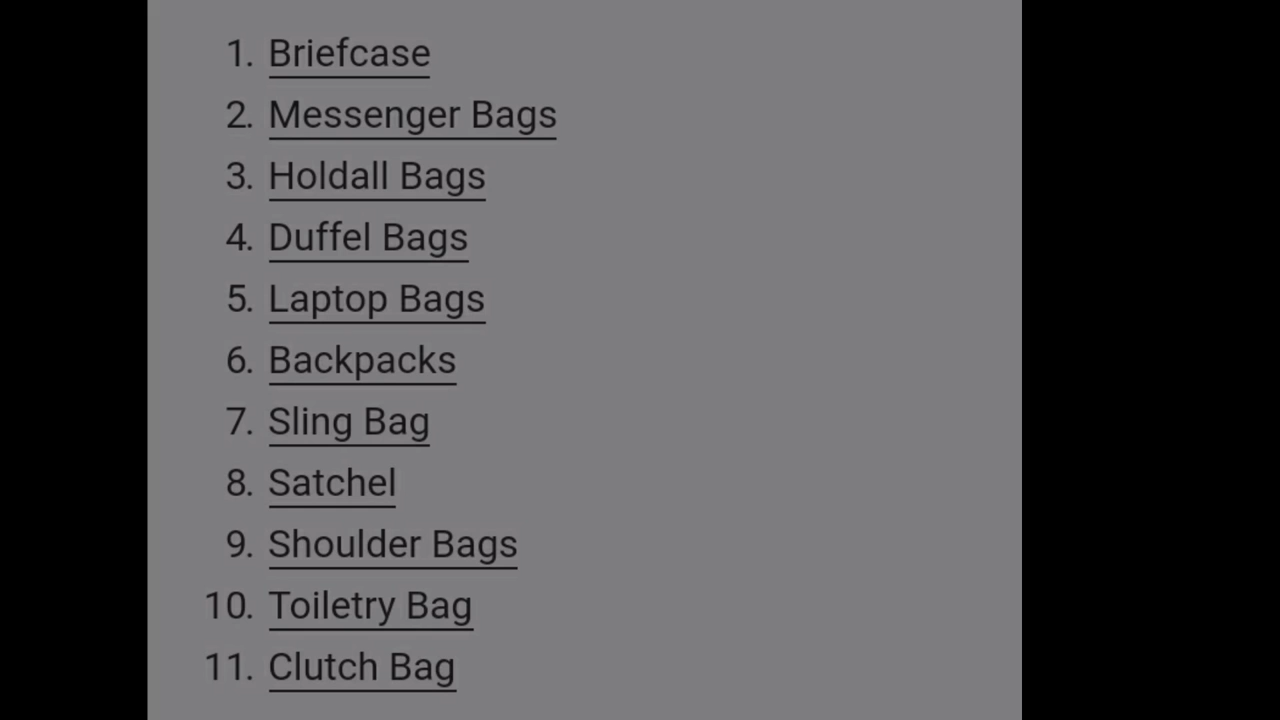 1. Briefcase
2. Messenger Bags
3. Holdall Bags
4. Duffel Bags
5. Laptop Bags
6. Backpacks
7. Sling Bag
8. Satchel
9. Shoulder Bags
10. Toiletry Bag
11. Clutch Bag